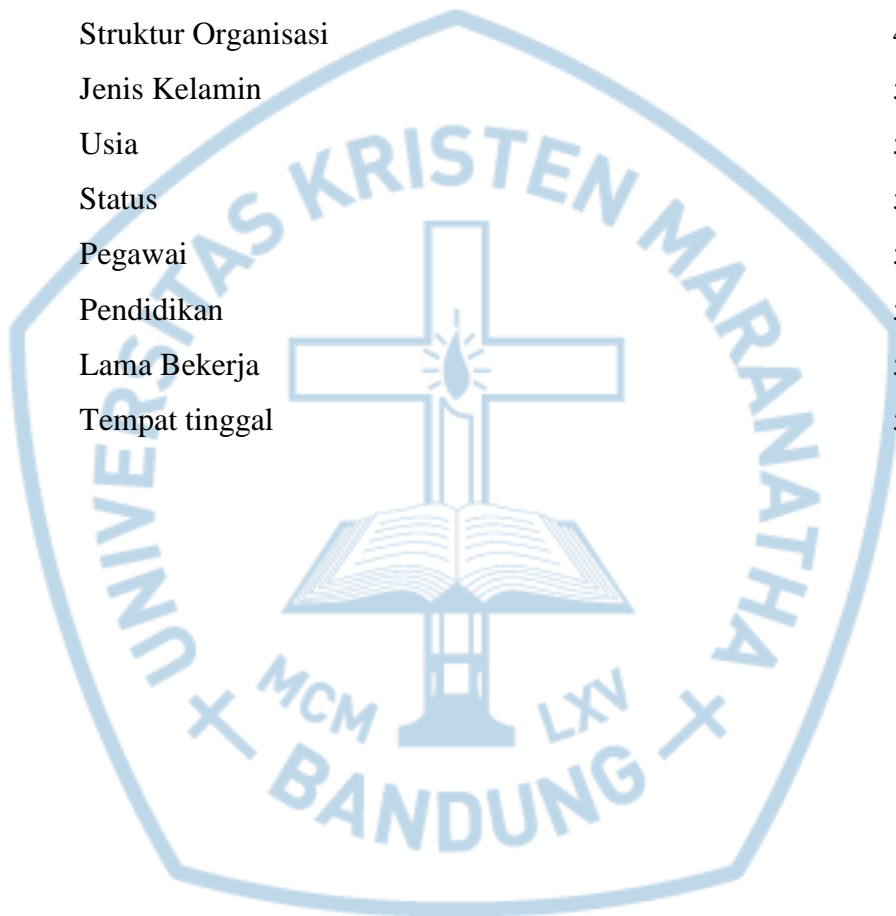 Struktur Organisasi
Jenis Kelamin
Usia
Status
Pegawai
Pendidikan
Lama Bekerja
Tempat tinggal
UNIVERSITAS KRISTEN MARANATHA
MCM LXV
BANDUNG